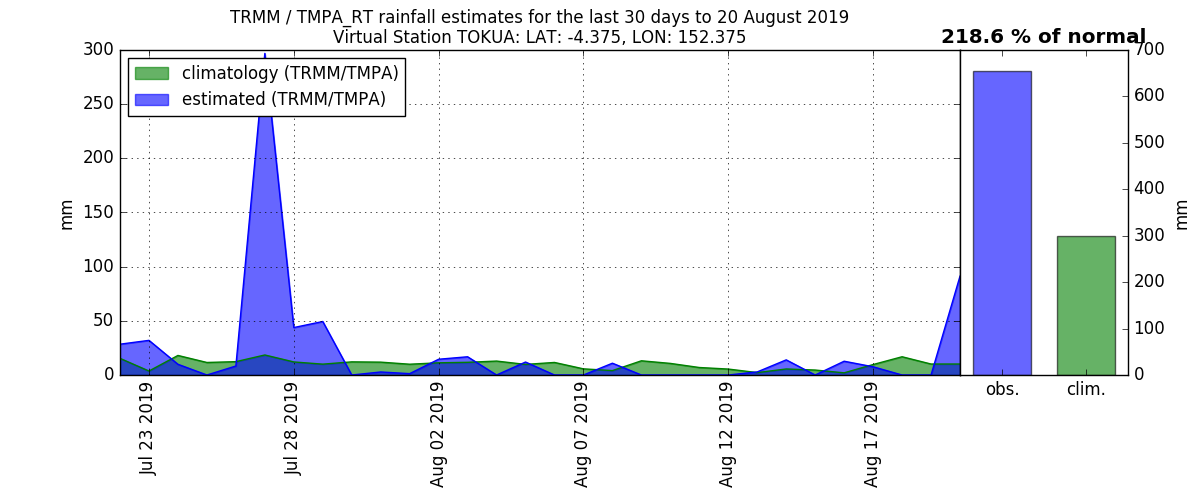 TRMM / TMPA_RT rainfall estimates for the last 30 days to 20 August 2019
Virtual Station TOKUA: LAT: -4.375, LON: 152.375
218.6 % of normal
climatology (TRMM/TMPA)
estimated (TRMM/TMPA)
300
250
200
150
100
50
0
mm
Jul 23 2019
Jul 28 2019
Aug 02 2019
Aug 07 2019
Aug 12 2019
Aug 17 2019
obs.
clim.
700
600
500
400
300
200
100
0
mm